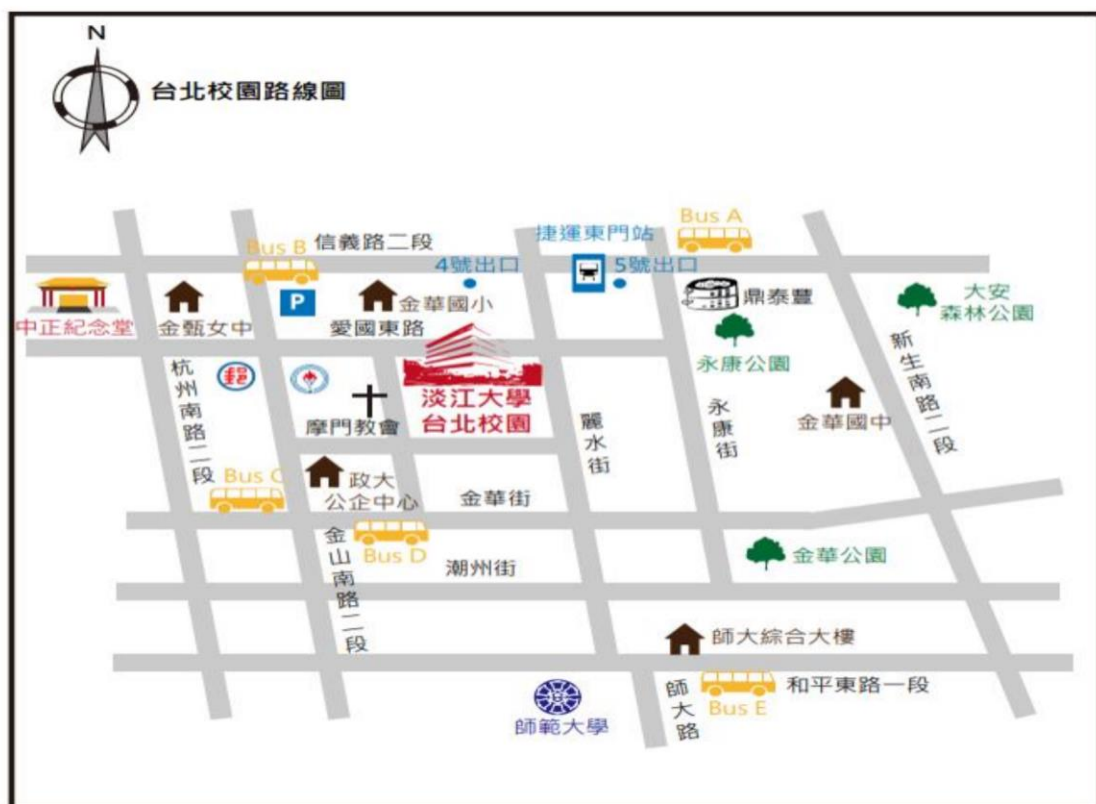 N
台北校園路線圖
Bus A
捷運東門站
信義路二段
Bus B
4號出口
5號出口
P
金華國小
鼎泰豐
大安
森林公園
中正紀念堂
金甄女中
愛國東路
永康公園
新生南路二段
杭州南路二段
郵
摩門教會
淡江大學
台北校園
麗水街
永康街
金華國中
Bus C
政大
公企中心
金華街
金山南路二段
Bus D
潮州街
金華公園
師大綜合大樓
師大路
Bus E
和平東路一段
師範大學